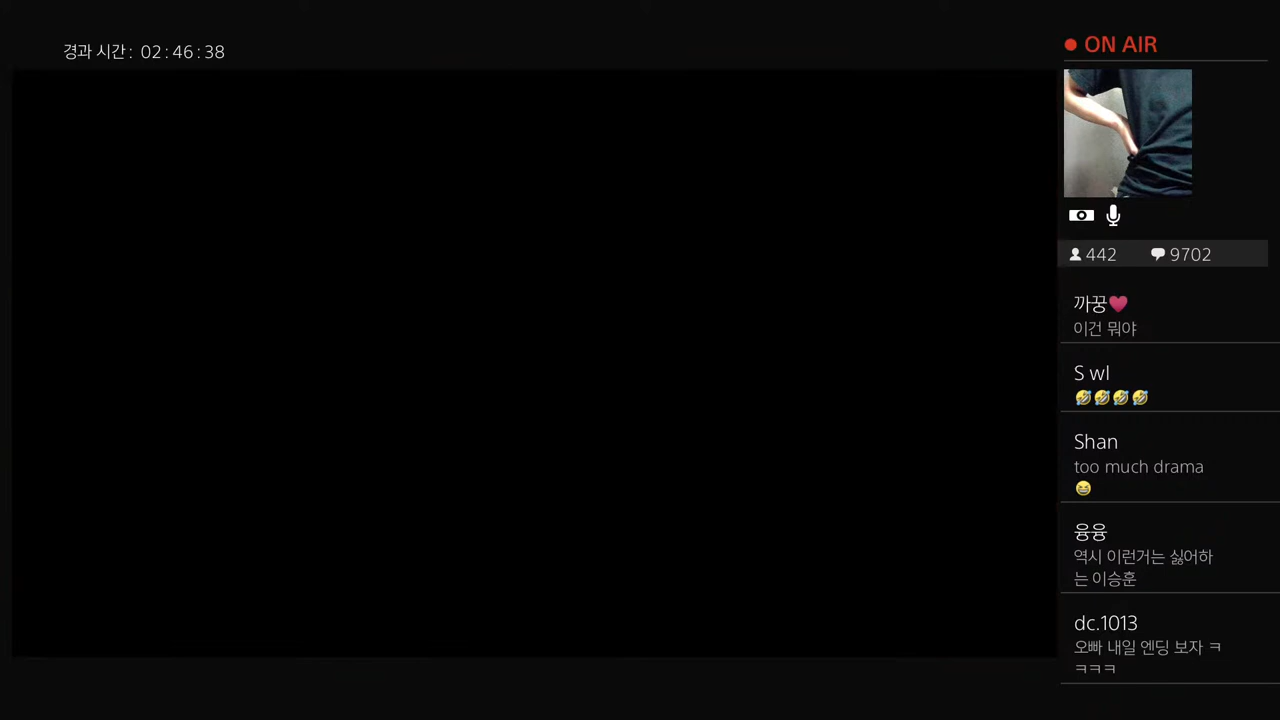 경과 시간 : 02 : 46 : 38
ON AIR
442 9702
까꿍❤️
이건 뭐야
S wl
🤣🤣🤣🤣
Shan
too much drama
😆
융융
역시 이런거는 싫어하
는 이승훈
dc.1013
오빠 내일 엔딩 보자 ㅋ
ㅋㅋㅋ